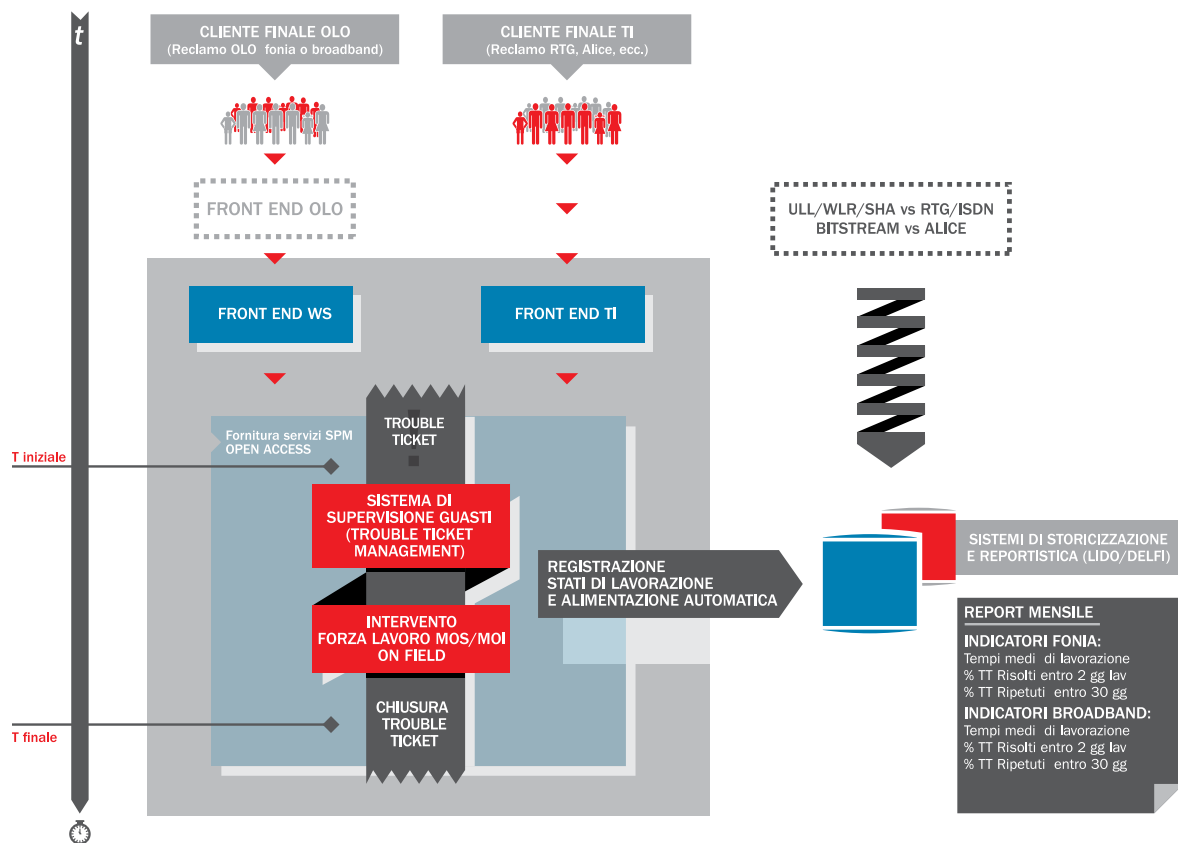 t
CLIENTE FINALE OLO
(Reclamo OLO fonia o broadband)
CLIENTE FINALE TI
(Reclamo RTG, Alice, ecc.)
FRONT END OLO
ULL/WLR/SHA vs RTG/ISDN
BITSTREAM vs ALICE
FRONT END WS
FRONT END TI
TROUBLE
TICKET
Fornitura servizi SPM
OPEN ACCESS
T iniziale
SISTEMA DI
SUPERVISIONE GUASTI
(TROUBLE TICKET
MANAGEMENT)
REGISTRAZIONE
STATI DI LAVORAZIONE
E ALIMENTAZIONE AUTOMATICA
SISTEMI DI STORICIZZAZIONE
E REPORTISTICA (LIDO/DELFI)
INTERVENTO
FORZA LAVORO MOS/MOI
ON FIELD
CHIUSURA
TROUBLE
TICKET
T finale
REPORT MENSILE
INDICATORI FONIA:
Tempi medi di lavorazione
% TT Risolti entro 2 gg lav
% TT Ripetuti entro 30 gg
INDICATORI BROADBAND:
Tempi medi di lavorazione
% TT Risolti entro 2 gg lav
% TT Ripetuti entro 30 gg